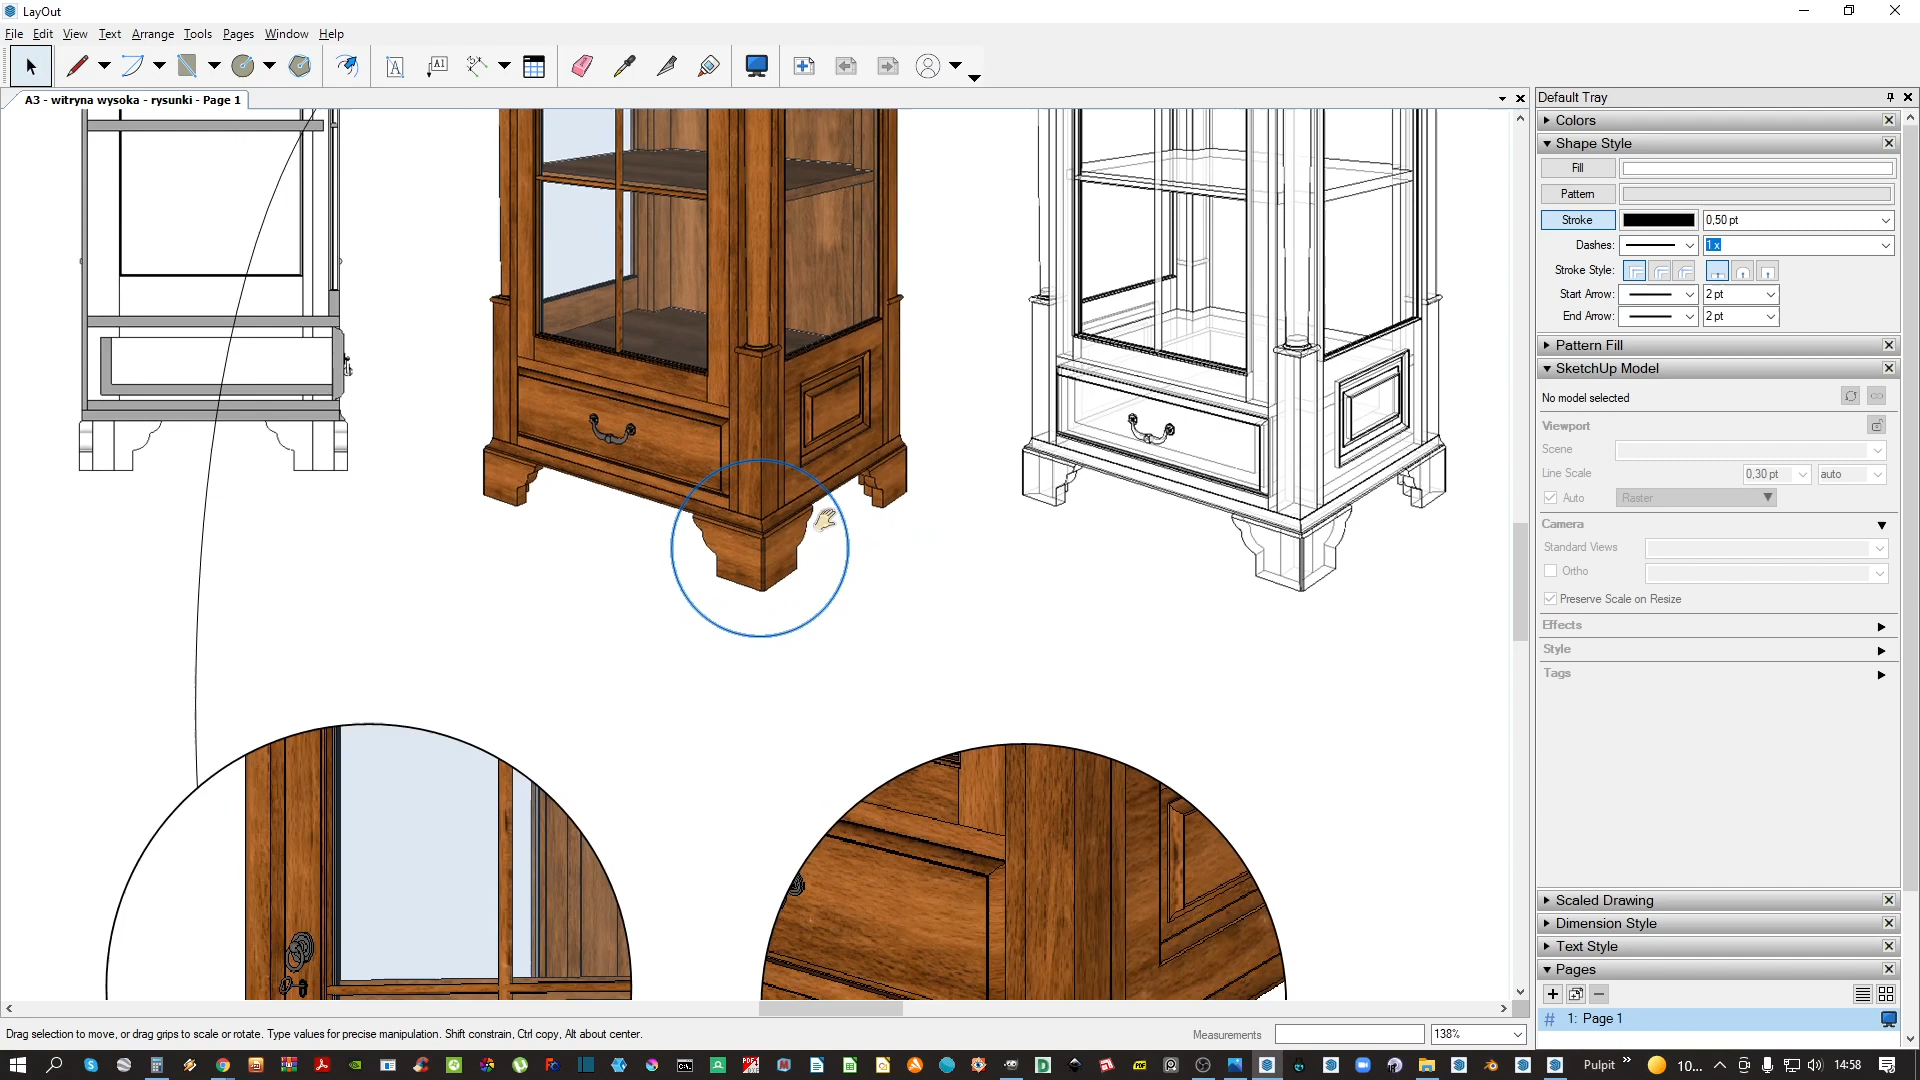 LayOut
File Edit View Text Arrange Tools Pages Window Help
A1
A3 - witryna wysoka - rysunki - Page 1
Default Tray
Colors
Shape Style
Fill
Pattern
Stroke 0,50 pt
Dashes: 1 x
Stroke Style:
Start Arrow: 2 pt
End Arrow: 2 pt
Pattern Fill
SketchUp Model
No model selected
Viewport
Scene
Line Scale 0,30 pt auto
Auto Raster
Camera
Standard Views
Ortho
Preserve Scale on Resize
Effects
Style
Tags
Scaled Drawing
Dimension Style
Text Style
Pages
# 1: Page 1
Drag selection to move, or drag grips to scale or rotate. Type values for precise manipulation. Shift constrain, Ctrl copy, Alt about center.
Measurements 138%
Pulpit » 10... 14:58